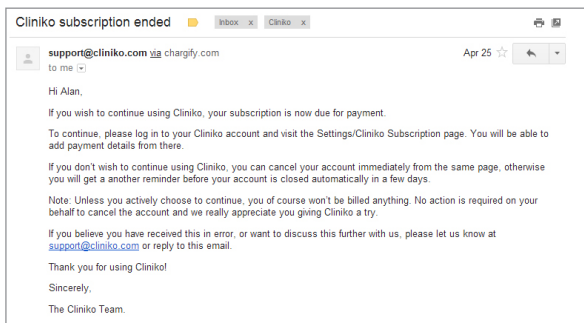 Cliniko subscription ended Inbox x Cliniko x
support@cliniko.com via chargify.com Apr 25
to me
Hi Alan,
If you wish to continue using Cliniko, your subscription is now due for payment.
To continue, please log in to your Cliniko account and visit the Settings/Cliniko Subscription page. You will be able to
add payment details from there.
If you don't wish to continue using Cliniko, you can cancel your account immediately from the same page, otherwise
you will get a another reminder before your account is closed automatically in a few days.
Note: Unless you actively choose to continue, you of course won't be billed anything. No action is required on your
behalf to cancel the account and we really appreciate you giving Cliniko a try.
If you believe you have received this in error, or want to discuss this further with us, please let us know at
support@cliniko.com or reply to this email.
Thank you for using Cliniko!
Sincerely,
The Cliniko Team.